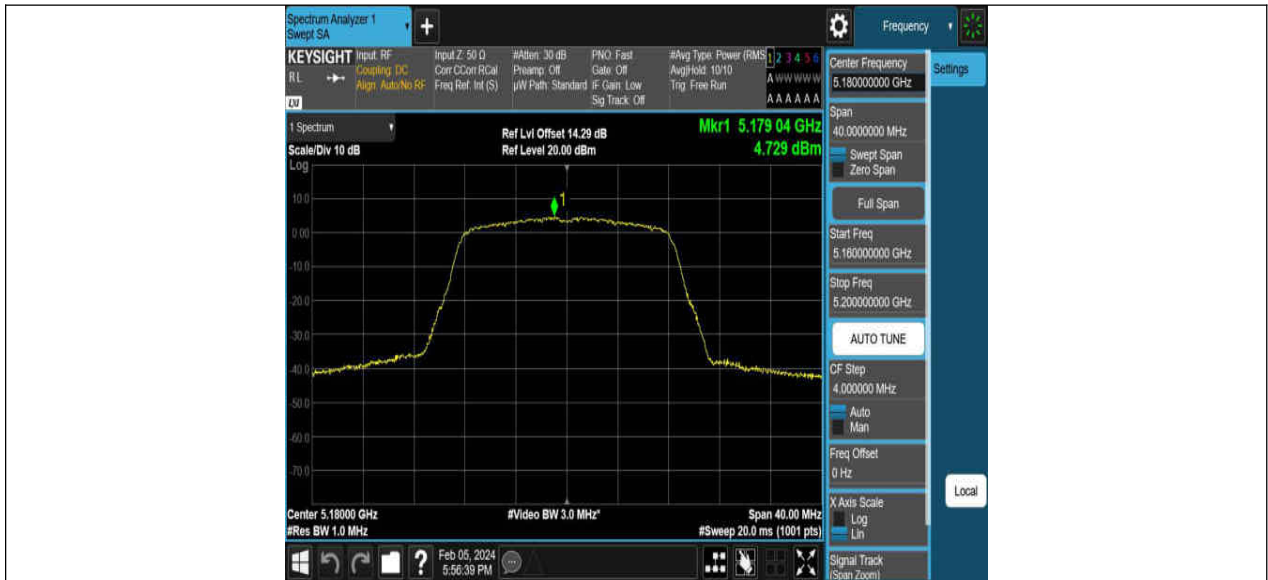 Spectrum Analyzer 1
Swept SA
+
Frequency
KEYSIGHT
RL
LXI
Input: RF
Coupling: DC
Align: Auto/No RF
Input Z: 50 Ω
Corr CCorr RCal
Freq Ref: Int (S)
#Atten: 30 dB
Preamp: Off
µW Path: Standard
PNO: Fast
Gate: Off
IF Gain: Low
Sig Track: Off
#Avg Type: Power (RMS
Avg|Hold: 10/10
Trig: Free Run
1 2 3 4 5 6
A W W W W W
A A A A A A
1 Spectrum
Scale/Div 10 dB
Ref Lvl Offset 14.29 dB
Ref Level 20.00 dBm
Mkr1 5.179 04 GHz
4.729 dBm
Log
1
10.0
0.00
-10.0
-20.0
-30.0
-40.0
-50.0
-60.0
-70.0
Center 5.18000 GHz
#Res BW 1.0 MHz
#Video BW 3.0 MHz*
Span 40.00 MHz
#Sweep 20.0 ms (1001 pts)
Center Frequency
5.180000000 GHz
Settings
Span
40.0000000 MHz
Swept Span
Zero Span
Full Span
Start Freq
5.160000000 GHz
Stop Freq
5.200000000 GHz
AUTO TUNE
CF Step
4.000000 MHz
Auto
Man
Freq Offset
0 Hz
X Axis Scale
Log
Lin
Local
Signal Track
(Span Zoom)
?
Feb 05, 2024
5:56:39 PM